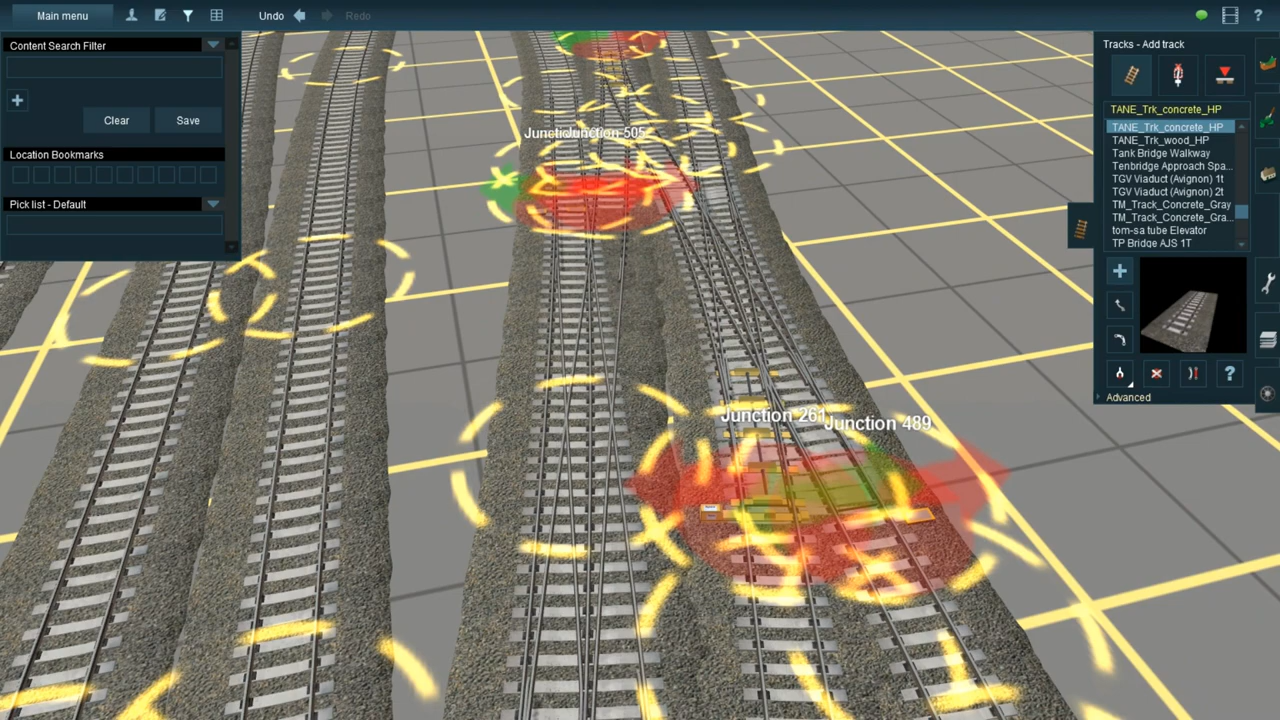 Main menu
Undo
Redo
?
Content Search Filter
Clear
Save
Location Bookmarks
Pick list - Default
Juncti
Junction 505
Junction 261
Junction 489
Tracks - Add track
TANE_Trk_concrete_HP
TANE_Trk_concrete_HP
TANE_Trk_wood_HP
Tank Bridge Walkway
Tenbridge Approach Spa...
TGV Viaduct (Avignon) 1t
TGV Viaduct (Avignon) 2t
TM_Track_Concrete_Gray
TM_Track_Concrete_Gra...
tom-sa tube Elevator
TP Bridge AJS 1T
?
Advanced